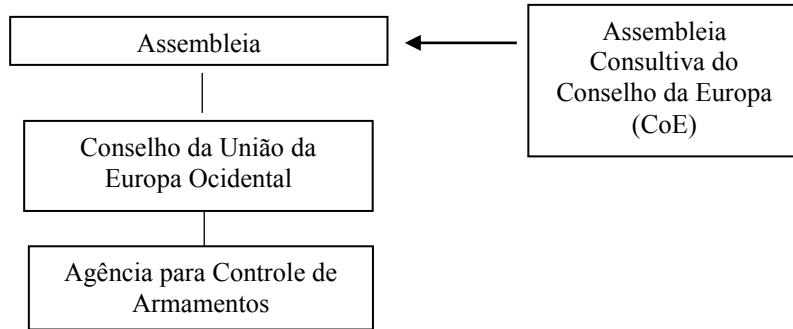 Assembleia
Assembleia
Consultiva do
Conselho da Europa
(CoE)
Conselho da União da
Europa Ocidental
Agência para Controle de
Armamentos